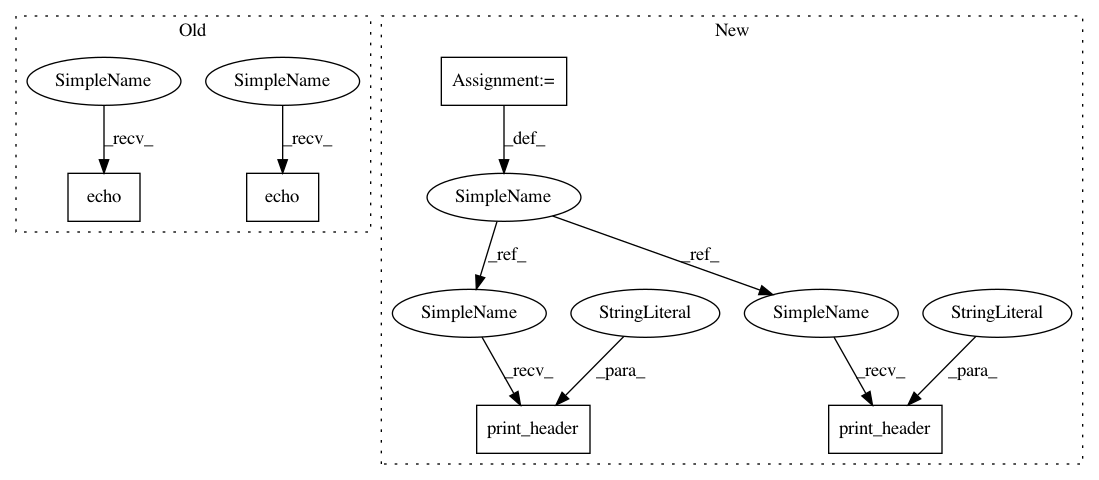 Old
New
SimpleName
SimpleName
Assignment:=
_recv_
_recv_
_def_
echo
echo
SimpleName
_ref_
_ref_
SimpleName
StringLiteral
SimpleName
StringLiteral
_recv_
_para_
_recv_
_para_
print_header
print_header